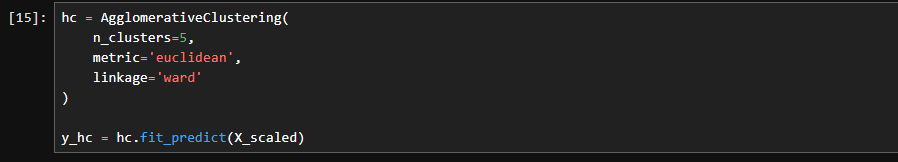 [15]: hc = AgglomerativeClustering(
    n_clusters=5,
    metric='euclidean',
    linkage='ward'
)
y_hc = hc.fit_predict(X_scaled)